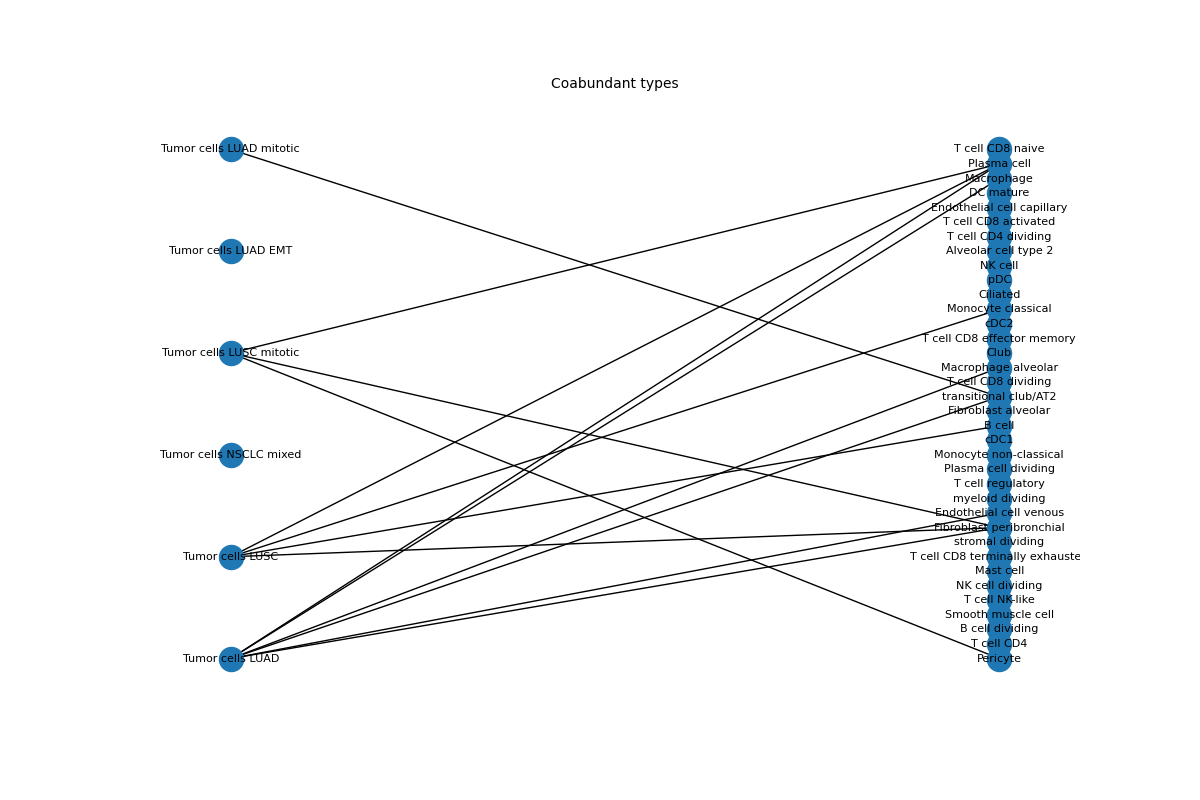 Coabundant types
Tumor cells LUAD mitotic
Tumor cells LUAD EMT
Tumor cells LUSC mitotic
Tumor cells NSCLC mixed
Tumor cells LUSC
Tumor cells LUAD
T cell CD8 naive
Plasma cell
Macrophage
DC mature
Endothelial cell capillary
T cell CD8 activated
T cell CD4 dividing
Alveolar cell type 2
NK cell
pDC
Ciliated
Monocyte classical
cDC2
T cell CD8 effector memory
Club
Macrophage alveolar
T cell CD8 dividing
transitional club/AT2
Fibroblast alveolar
B cell
cDC1
Monocyte non-classical
Plasma cell dividing
T cell regulatory
myeloid dividing
Endothelial cell venous
Fibroblast peribronchial
stromal dividing
T cell CD8 terminally exhauste
Mast cell
NK cell dividing
T cell NK-like
Smooth muscle cell
B cell dividing
T cell CD4
Pericyte